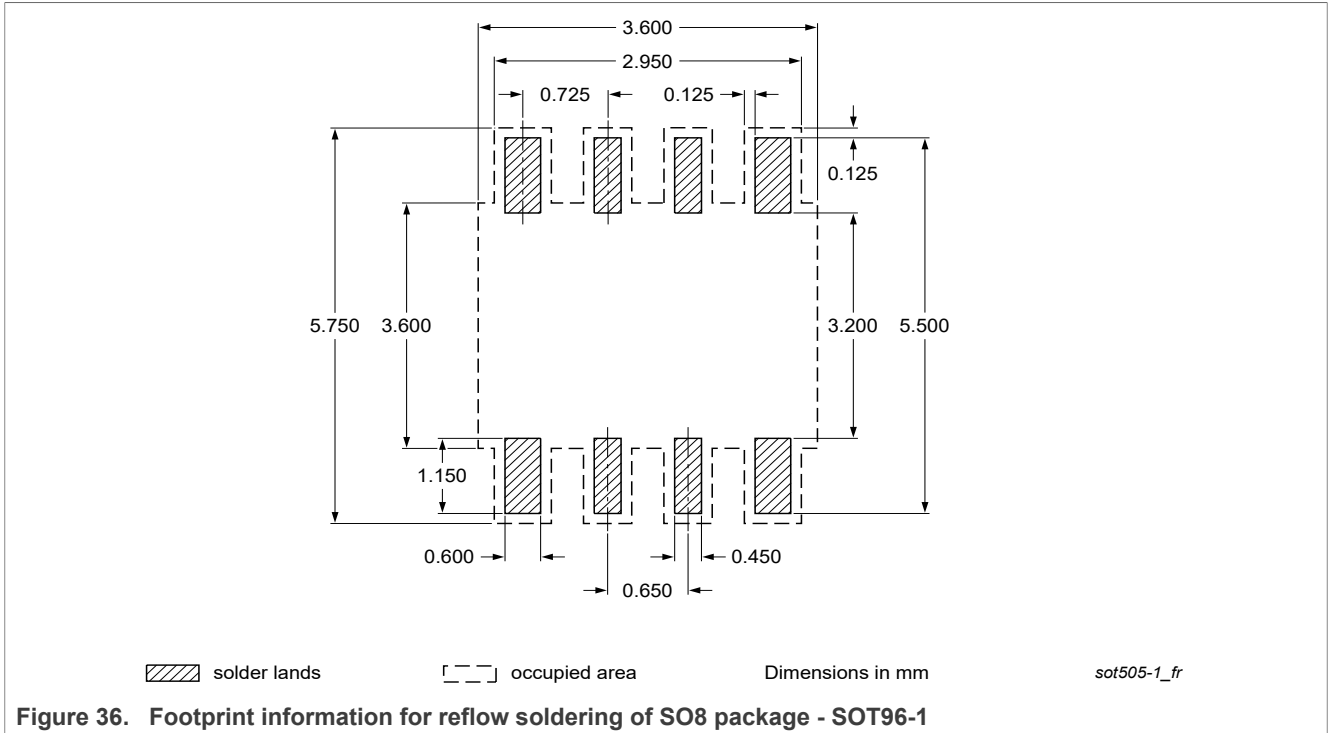 3.600
2.950
0.725 0.125
0.125
5.750 3.600 3.200 5.500
1.150
0.600 0.450
0.650
solder lands occupied area Dimensions in mm sot505-1_fr
Figure 36. Footprint information for reflow soldering of SO8 package - SOT96-1